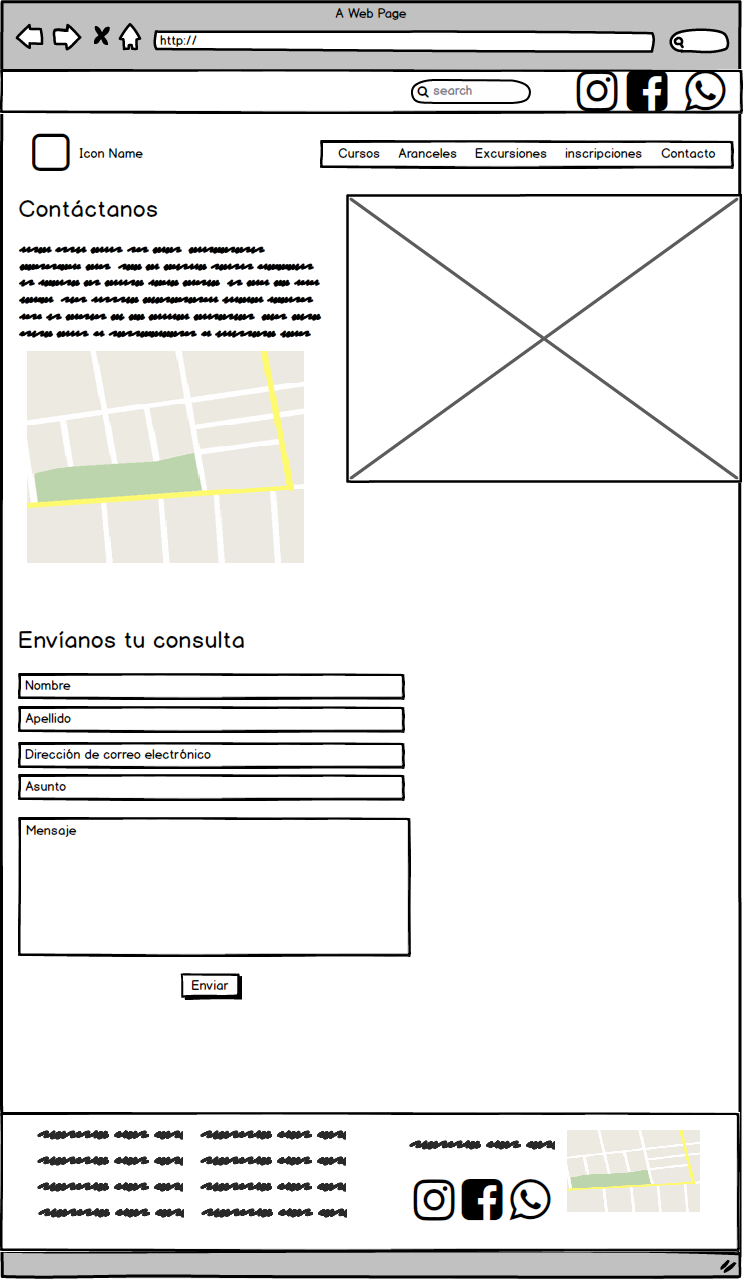 A Web Page
http://
search
Icon Name
Cursos Aranceles Excursiones inscripciones Contacto
Contáctanos
Envíanos tu consulta
Nombre
Apellido
Dirección de correo electrónico
Asunto
Mensaje
Enviar